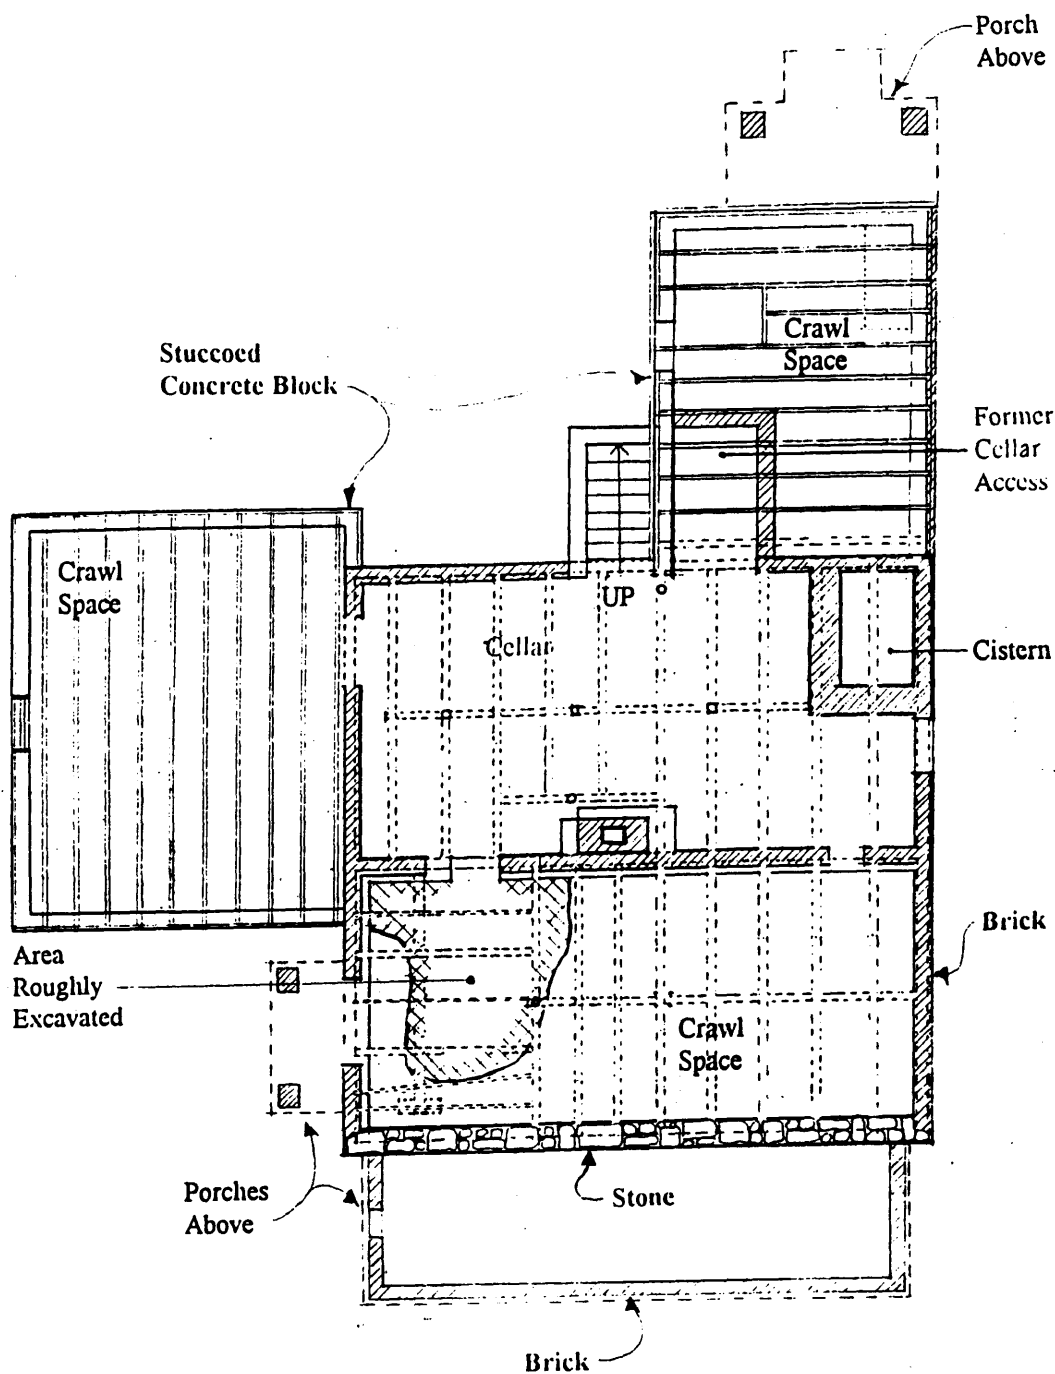 Porch
Above
Stuccoed
Concrete Block
Crawl
Space
Former
Cellar
Access
Crawl
Space
UP
Cellar
Cistern
Area
Roughly
Excavated
Brick
Crawl
Space
Porches
Above
Stone
Brick